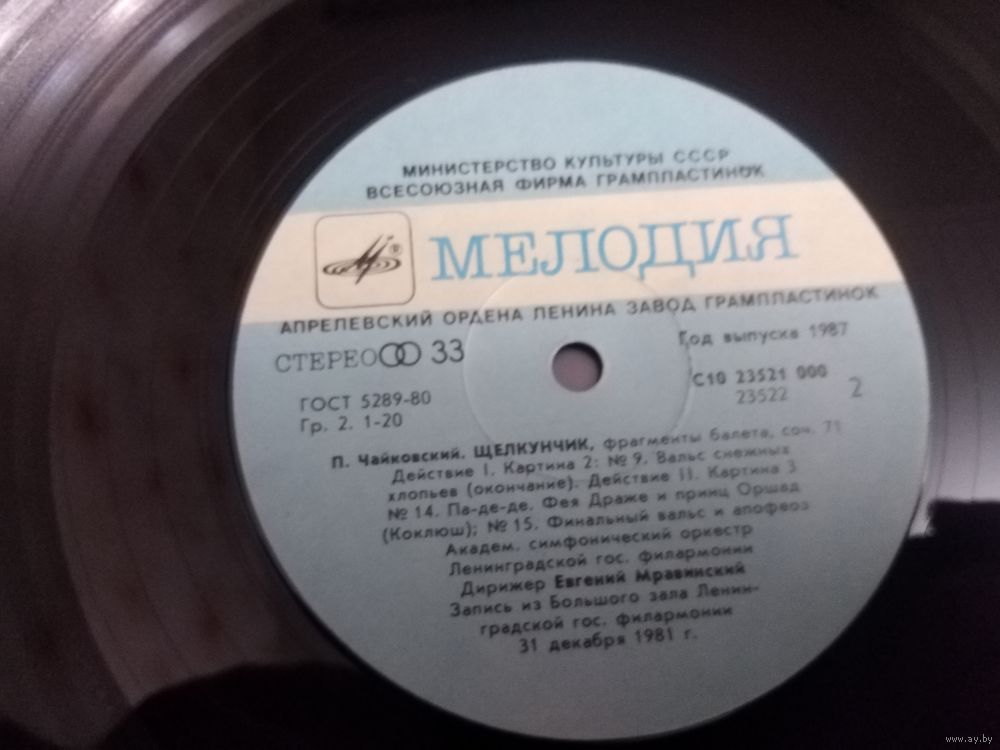 МИНИСТЕРСТВО КУЛЬТУРЫ СССР
ВСЕСОЮЗНАЯ ФИРМА ГРАМПЛАСТИНОК
® МЕЛОДИЯ
АПРЕЛЕВСКИЙ ОРДЕНА ЛЕНИНА ЗАВОД ГРАМПЛАСТИНОК
СТЕРЕО 33
Год выпуска 1987
ГОСТ 5289-80
Гр. 2. 1-20
С10 23521 000
23522
2
П. Чайковский. ЩЕЛКУНЧИК, фрагменты балета, соч. 71
Действие I. Картина 2: № 9. Вальс снежных
хлопьев (окончание). Действие II. Картина 3
№ 14. Па-де-де. Фея Драже и принц Оршад
(Коклюш); № 15. Финальный вальс и апофеоз
Академ. симфонический оркестр
Ленинградской гос. филармонии
Дирижер Евгений Мравинский
Запись из Большого зала Ленин-
градской гос. филармонии
31 декабря 1981 г.
www.ay.by